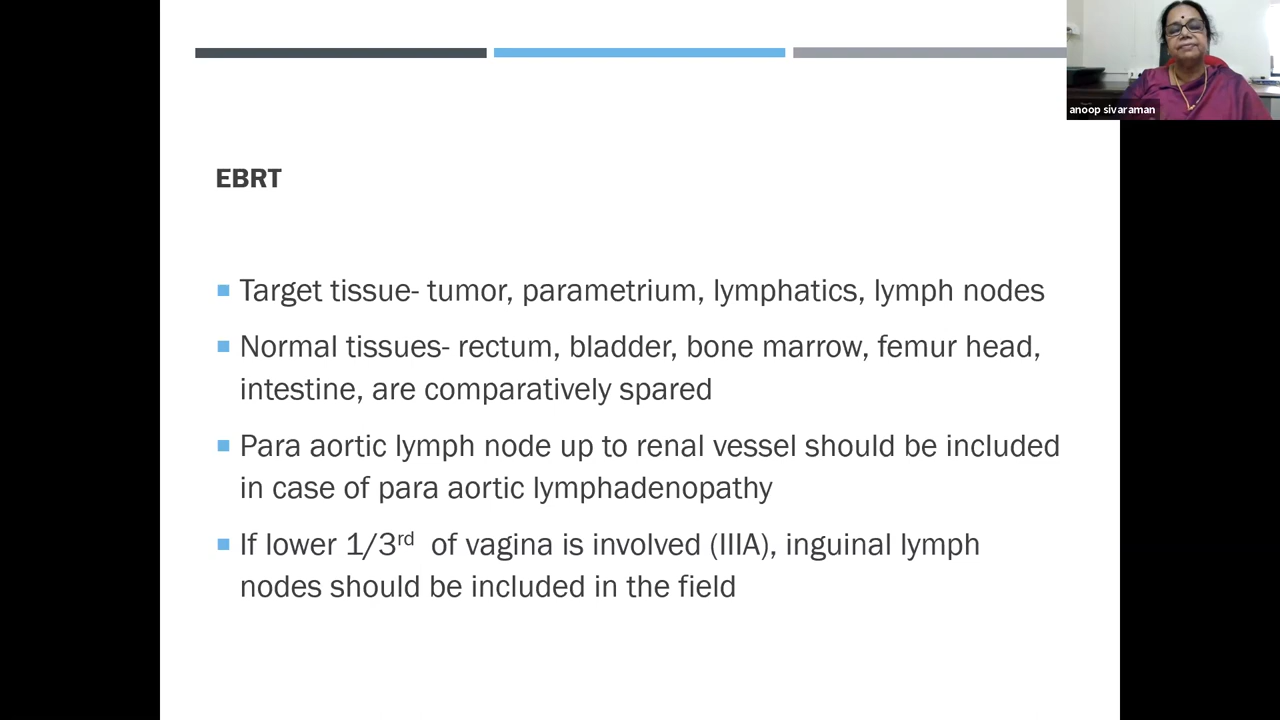 anoop sivaraman
EBRT
Target tissue- tumor, parametrium, lymphatics, lymph nodes
Normal tissues- rectum, bladder, bone marrow, femur head,
intestine, are comparatively spared
Para aortic lymph node up to renal vessel should be included
in case of para aortic lymphadenopathy
If lower 1/3rd of vagina is involved (IIIA), inguinal lymph
nodes should be included in the field